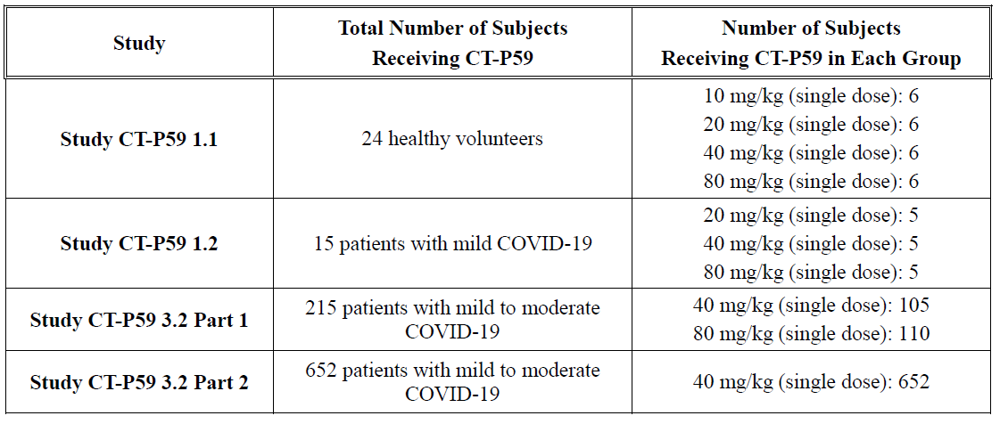 Study
Total Number of Subjects
Receiving CT-P59
Number of Subjects
Receiving CT-P59 in Each Group
Study CT-P59 1.1
24 healthy volunteers
10 mg/kg (single dose): 6
20 mg/kg (single dose): 6
40 mg/kg (single dose): 6
80 mg/kg (single dose): 6
Study CT-P59 1.2
15 patients with mild COVID-19
20 mg/kg (single dose): 5
40 mg/kg (single dose): 5
80 mg/kg (single dose): 5
Study CT-P59 3.2 Part 1
215 patients with mild to moderate
COVID-19
40 mg/kg (single dose): 105
80 mg/kg (single dose): 110
Study CT-P59 3.2 Part 2
652 patients with mild to moderate
COVID-19
40 mg/kg (single dose): 652